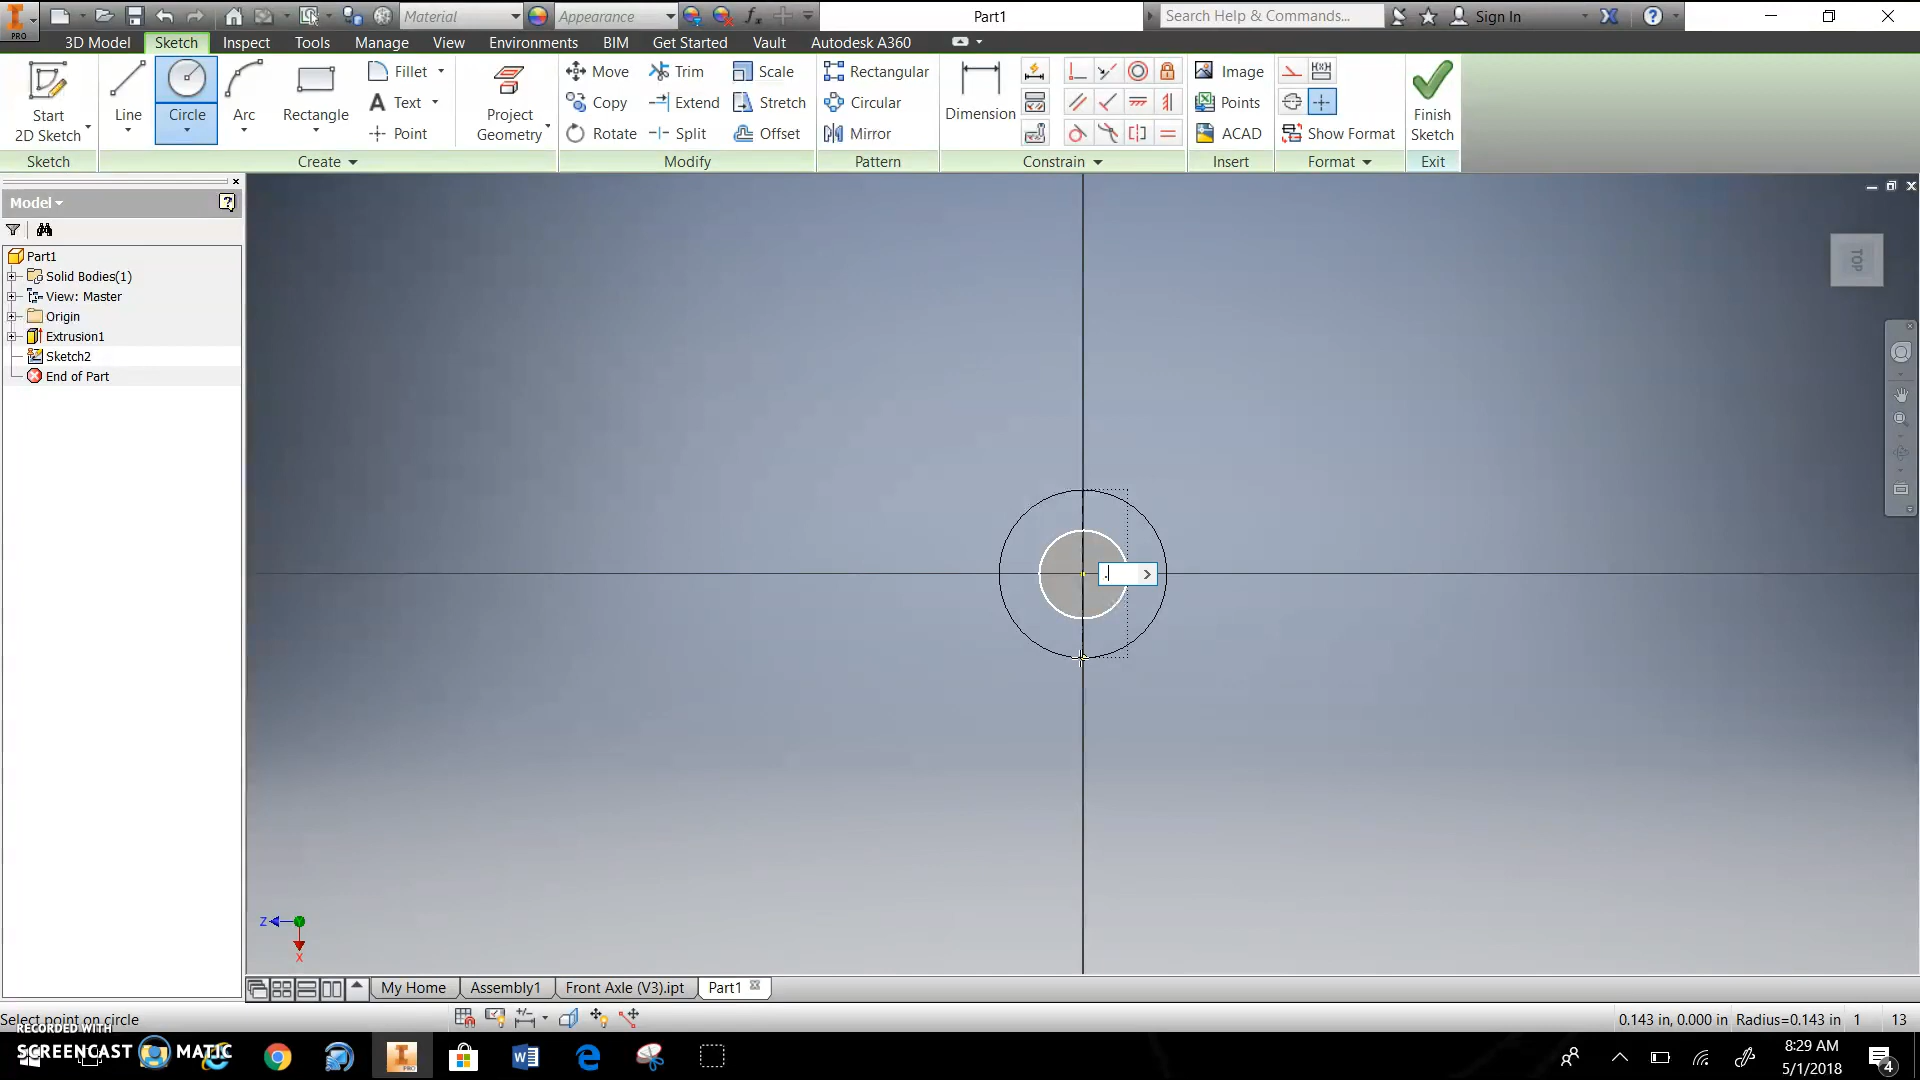 PRO
Material
Appearance
Part1
Search Help & Commands...
Sign In
3D Model
Sketch
Inspect
Tools
Manage
View
Environments
BIM
Get Started
Vault
Autodesk A360
Start
2D Sketch
Line
Circle
Arc
Rectangle
Fillet
Text
Point
Project
Geometry
Move
Copy
Rotate
Trim
Extend
Split
Scale
Stretch
Offset
Rectangular
Circular
Mirror
Dimension
Image
Points
ACAD
Show Format
Finish
Sketch
Sketch
Create
Modify
Pattern
Constrain
Insert
Format
Exit
Model
Part1
Solid Bodies(1)
View: Master
Origin
Extrusion1
Sketch2
End of Part
TOP
.
Z
X
My Home
Assembly1
Front Axle (V3).ipt
Part1
Select point on circle
0.143 in, 0.000 in Radius=0.143 in 1 13
RECORDED WITH
SCREENCAST MATIC
8:29 AM
5/1/2018
4